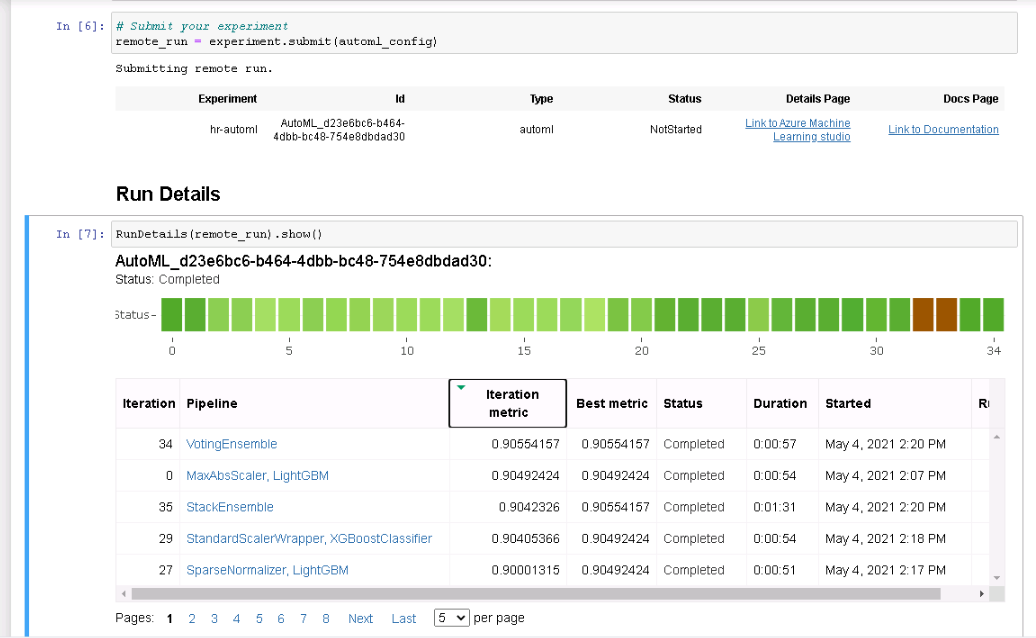 In [6]: # Submit your experiment
remote_run = experiment.submit(automl_config)
Submitting remote run.
Experiment Id Type Status Details Page Docs Page
hr-automl AutoML_d23e6bc6-b464-4dbb-bc48-754e8dbdad30 automl NotStarted Link to Azure Machine Learning studio Link to Documentation
Run Details
In [7]: RunDetails(remote_run).show()
AutoML_d23e6bc6-b464-4dbb-bc48-754e8dbdad30:
Status: Completed
Status
0 5 10 15 20 25 30 34
Iteration Pipeline Iteration metric Best metric Status Duration Started
34 VotingEnsemble 0.90554157 0.90554157 Completed 0:00:57 May 4, 2021 2:20 PM
0 MaxAbsScaler, LightGBM 0.90492424 0.90492424 Completed 0:00:54 May 4, 2021 2:07 PM
35 StackEnsemble 0.9042326 0.90554157 Completed 0:01:31 May 4, 2021 2:20 PM
29 StandardScalerWrapper, XGBoostClassifier 0.90405366 0.90492424 Completed 0:00:54 May 4, 2021 2:18 PM
27 SparseNormalizer, LightGBM 0.90001315 0.90492424 Completed 0:00:51 May 4, 2021 2:17 PM
Pages: 1 2 3 4 5 6 7 8 Next Last 5 per page